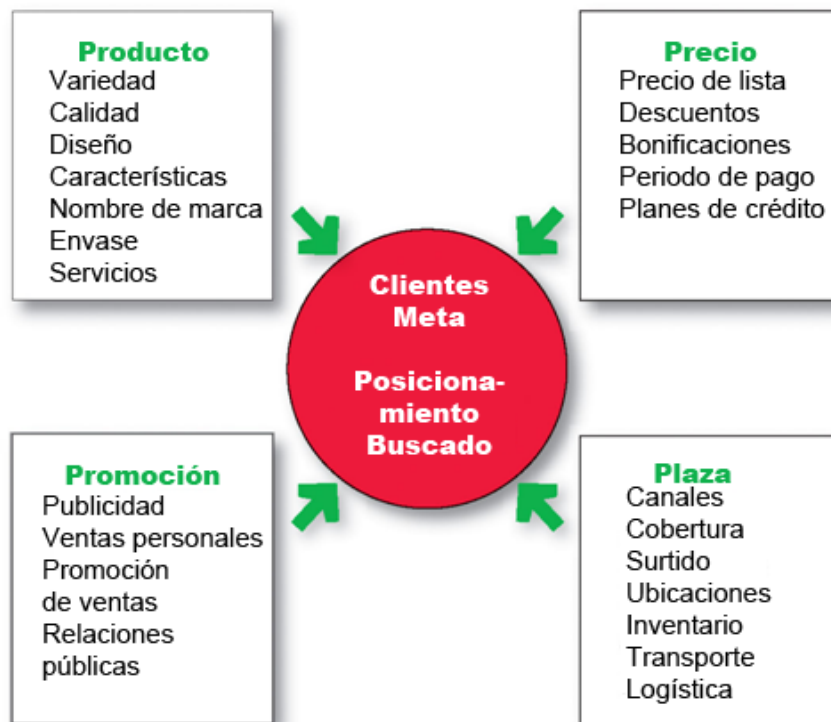 Producto
Variedad
Calidad
Diseño
Características
Nombre de marca
Envase
Servicios
Precio
Precio de lista
Descuentos
Bonificaciones
Periodo de pago
Planes de crédito
Clientes
Meta
Posiciona-
miento
Buscado
Promoción
Publicidad
Ventas personales
Promoción
de ventas
Relaciones
públicas
Plaza
Canales
Cobertura
Surtido
Ubicaciones
Inventario
Transporte
Logística